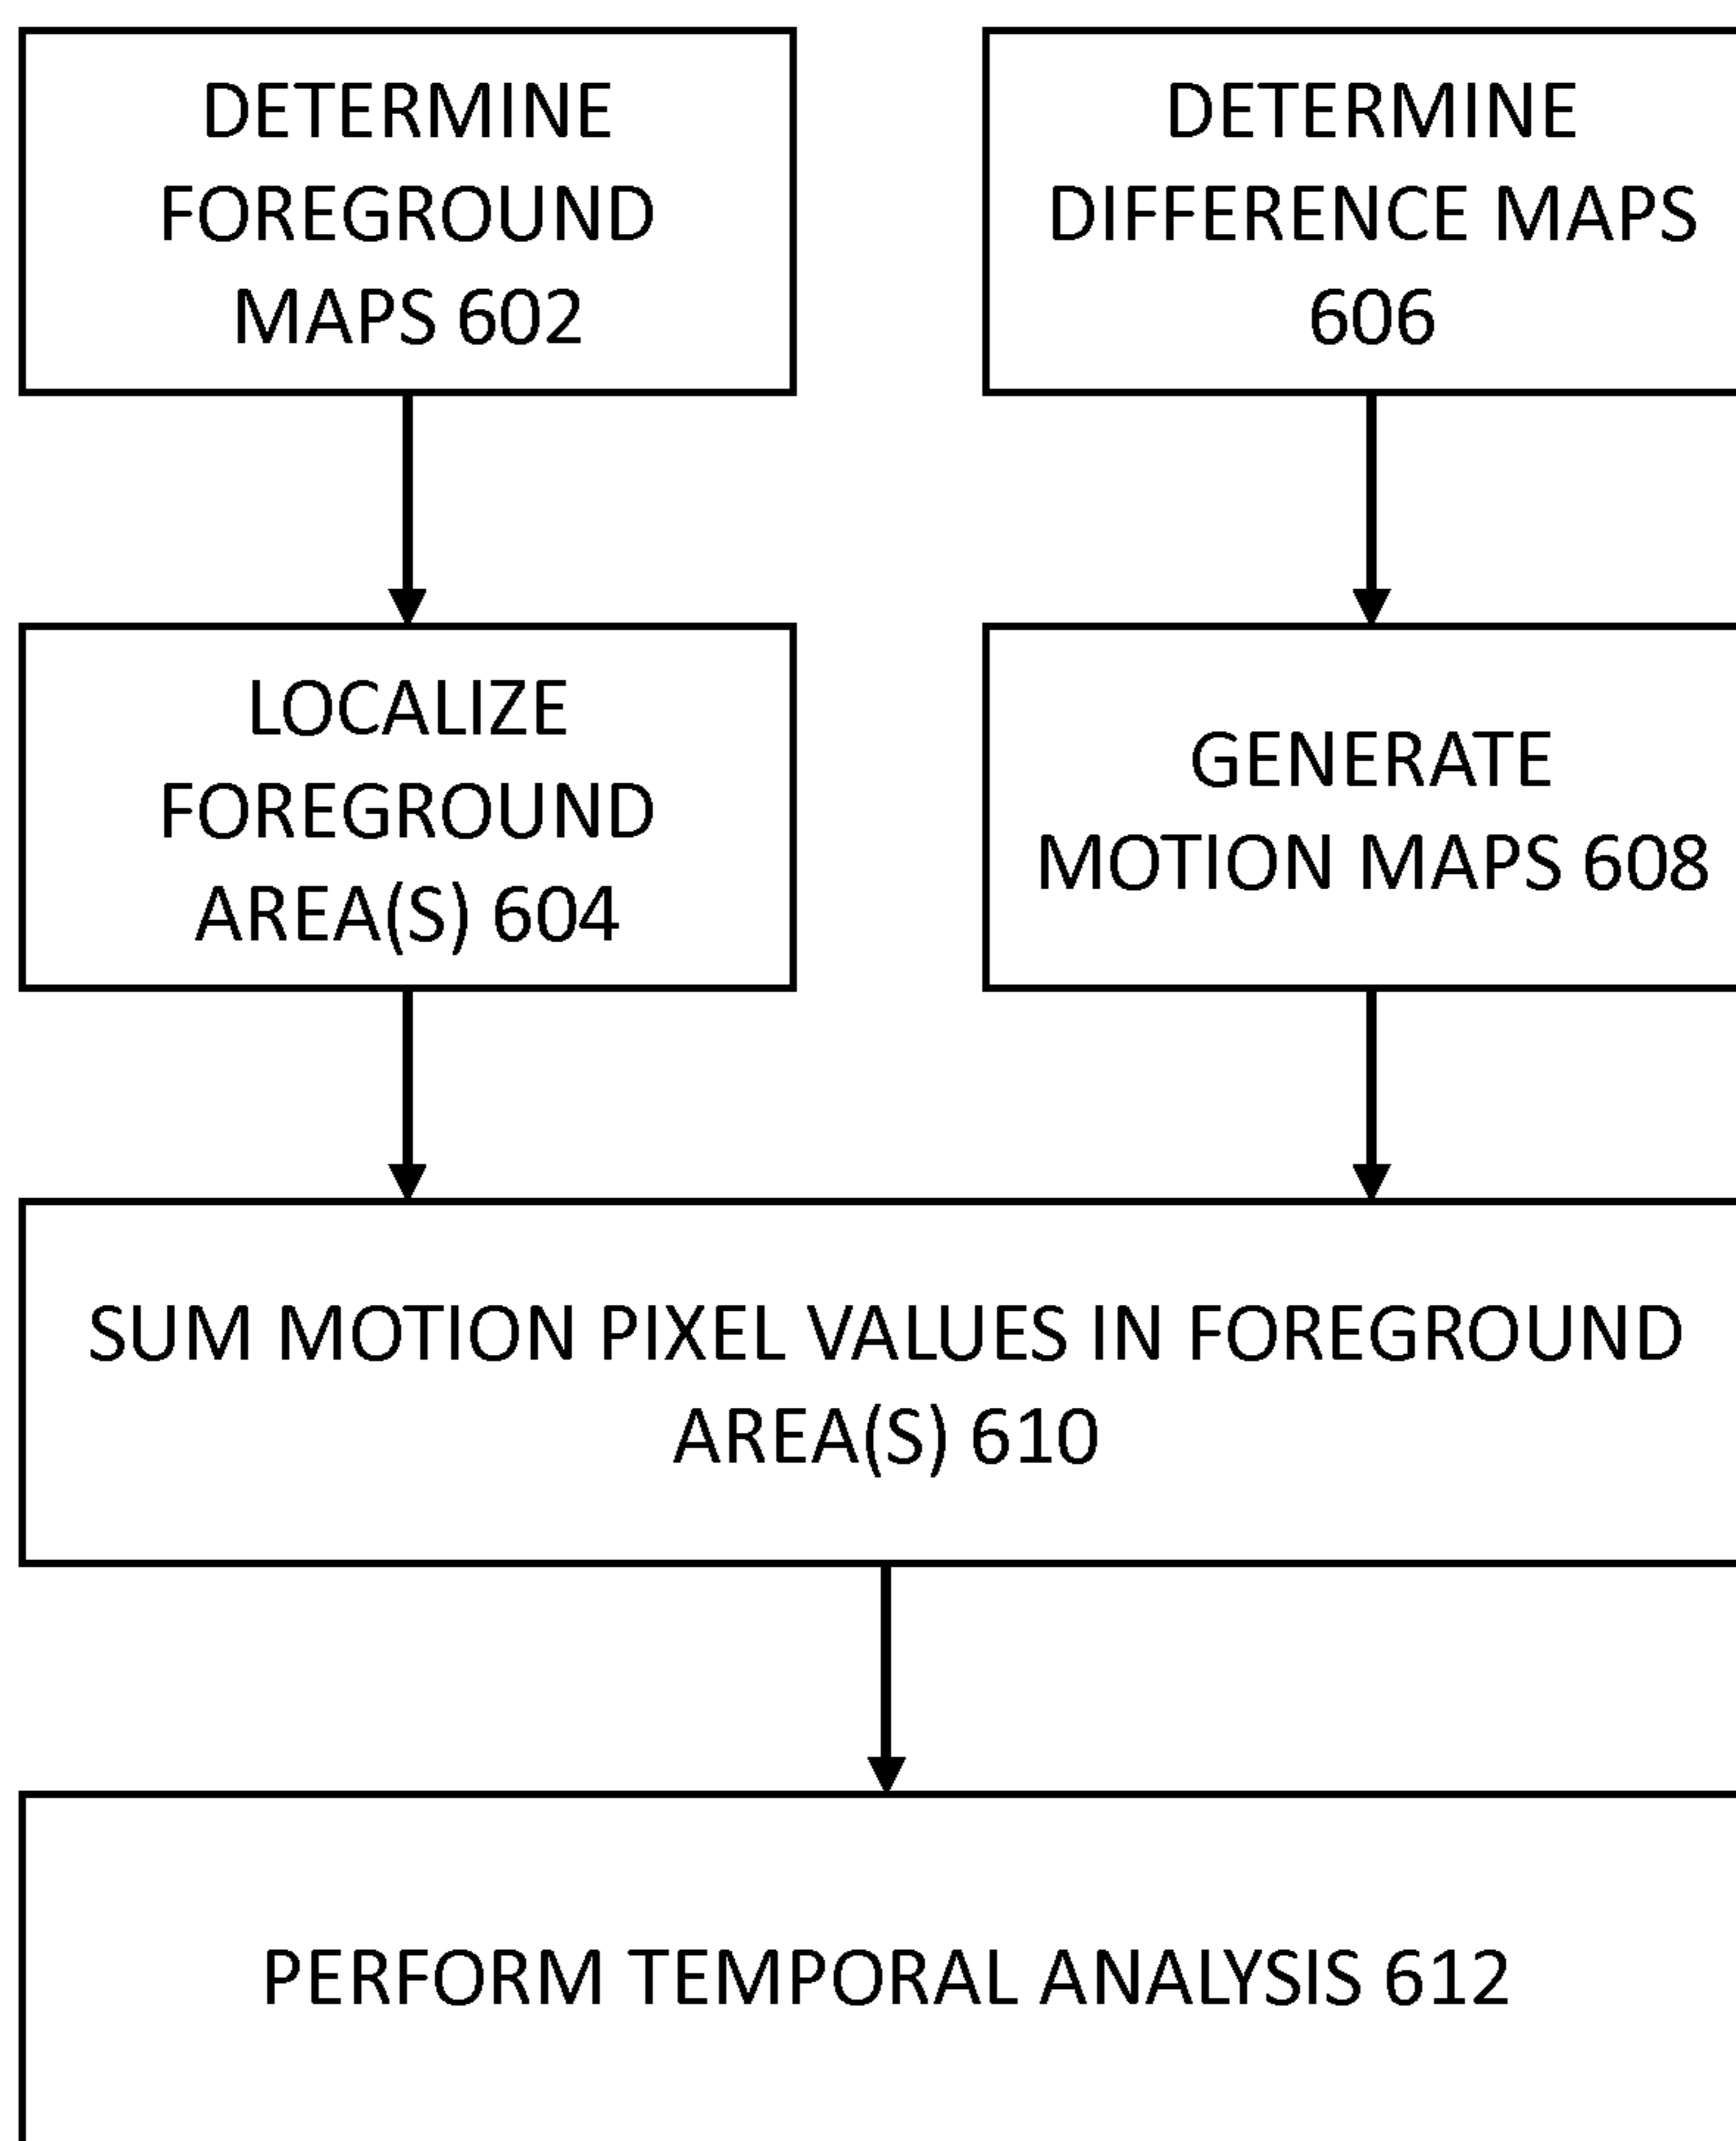 DETERMINE
FOREGROUND
MAPS 602
DETERMINE
DIFFERENCE MAPS
606
LOCALIZE
FOREGROUND
AREA(S) 604
GENERATE
MOTION MAPS 608
SUM MOTION PIXEL VALUES IN FOREGROUND
AREA(S) 610
PERFORM TEMPORAL ANALYSIS 612